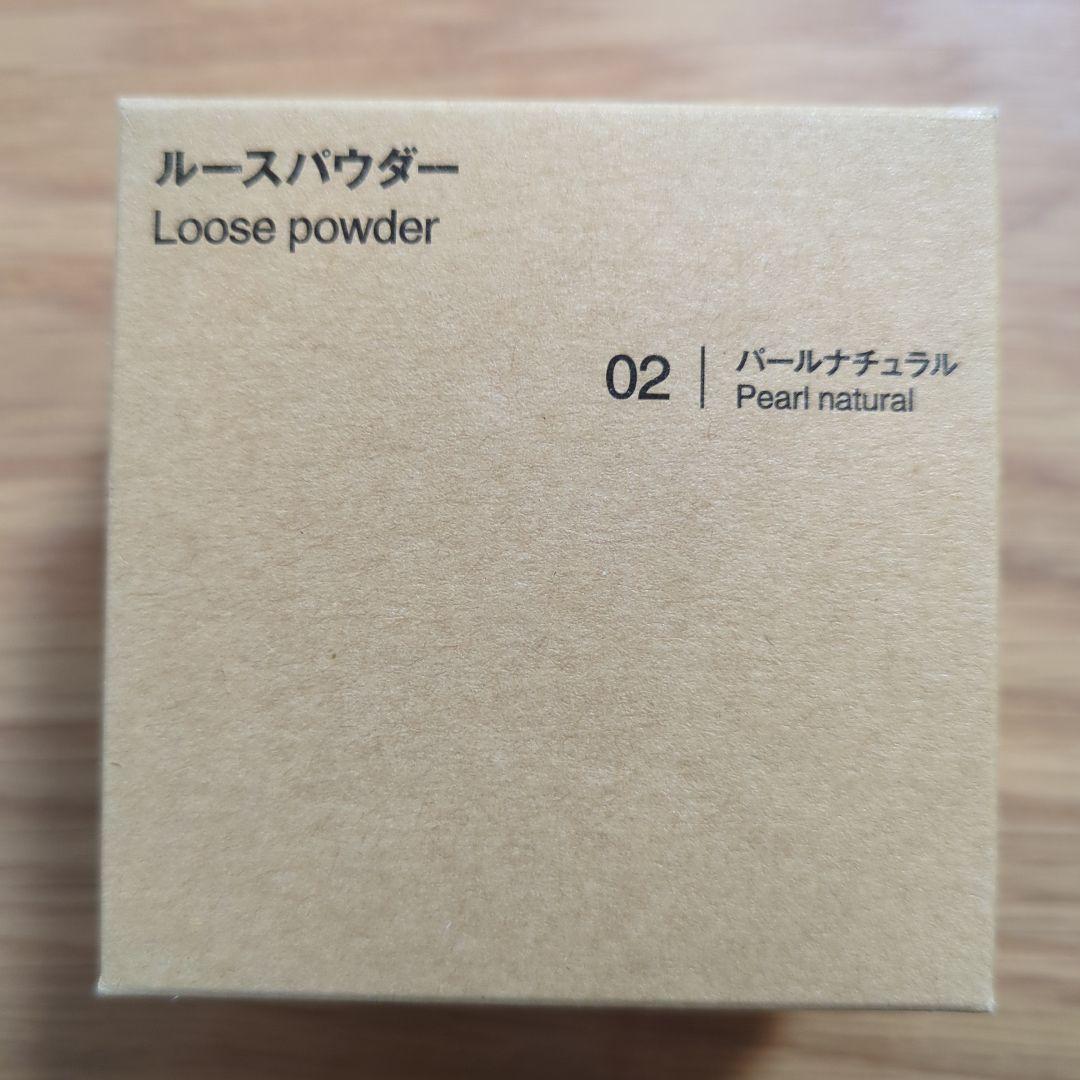 ルースパウダー
Loose powder
02 | パールナチュラル
Pearl natural